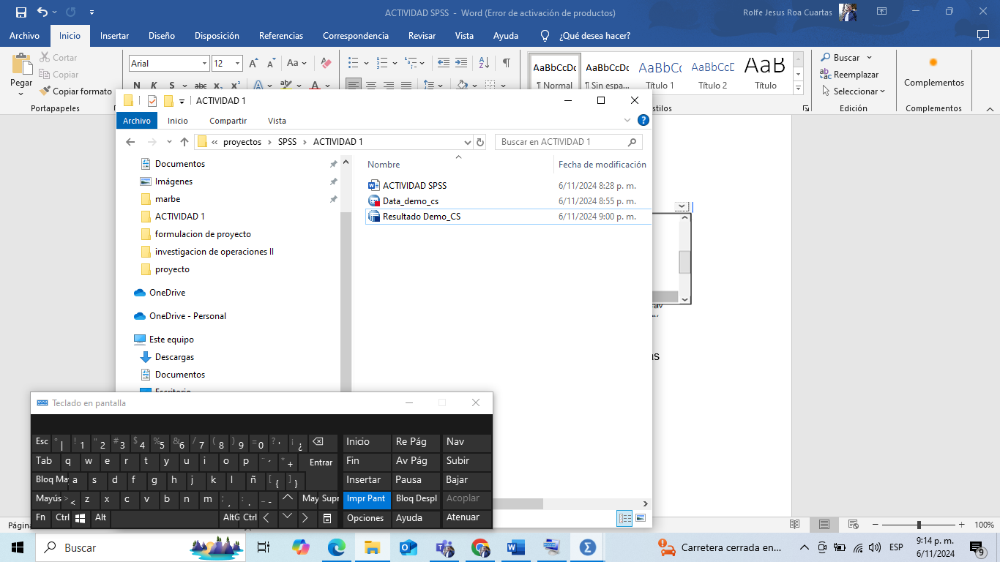 ACTIVIDAD SPSS - Word (Error de activación de productos)
Rolfe Jesus Roa Cuartas
Archivo Inicio Insertar Diseño Disposición Referencias Correspondencia Revisar Vista Ayuda ¿Qué desea hacer?
Pegar
Cortar
Copiar
Copiar formato
Portapapeles
Arial 12
Aa
N K S abc x₂ x²
AaBbCcDc AaBbCcDc AaBbCc AaBbCcD AaB
¶ Normal ¶ Sin espa... Título 1 Título 2 Título
Buscar
Reemplazar
Seleccionar
Edición
Complementos
Complementos
ACTIVIDAD 1
Archivo Inicio Compartir Vista
proyectos SPSS ACTIVIDAD 1
Buscar en ACTIVIDAD 1
Documentos
Imágenes
marbe
ACTIVIDAD 1
formulacion de proyecto
investigacion de operaciones II
proyecto
OneDrive
OneDrive - Personal
Este equipo
Descargas
Documentos
Escritorio
Nombre Fecha de modificación
ACTIVIDAD SPSS 6/11/2024 8:28 p. m.
Data_demo_cs 6/11/2024 8:55 p. m.
Resultado Demo_CS 6/11/2024 9:00 p. m.
Teclado en pantalla
Esc ° | ! 1 " 2 # 3 $ 4 % 5 & 6 / 7 ( 8 ) 9 = 0 ? ' ¡ ¿ Inicio Re Pág Nav
Tab q w e r t y u i o p ¨ ´ * + Entrar Fin Av Pág Subir
Bloq Ma a s d f g h j k l ñ [ { ] } Insertar Pausa Bajar
Mayús > < z x c v b n m ; , : . _ - May Supr Impr Pant Bloq Despl Acoplar
Fn Ctrl Alt AltG Ctrl Opciones Ayuda Atenuar
100%
Buscar
Carretera cerrada en...
ESP
9:14 p. m.
6/11/2024
9